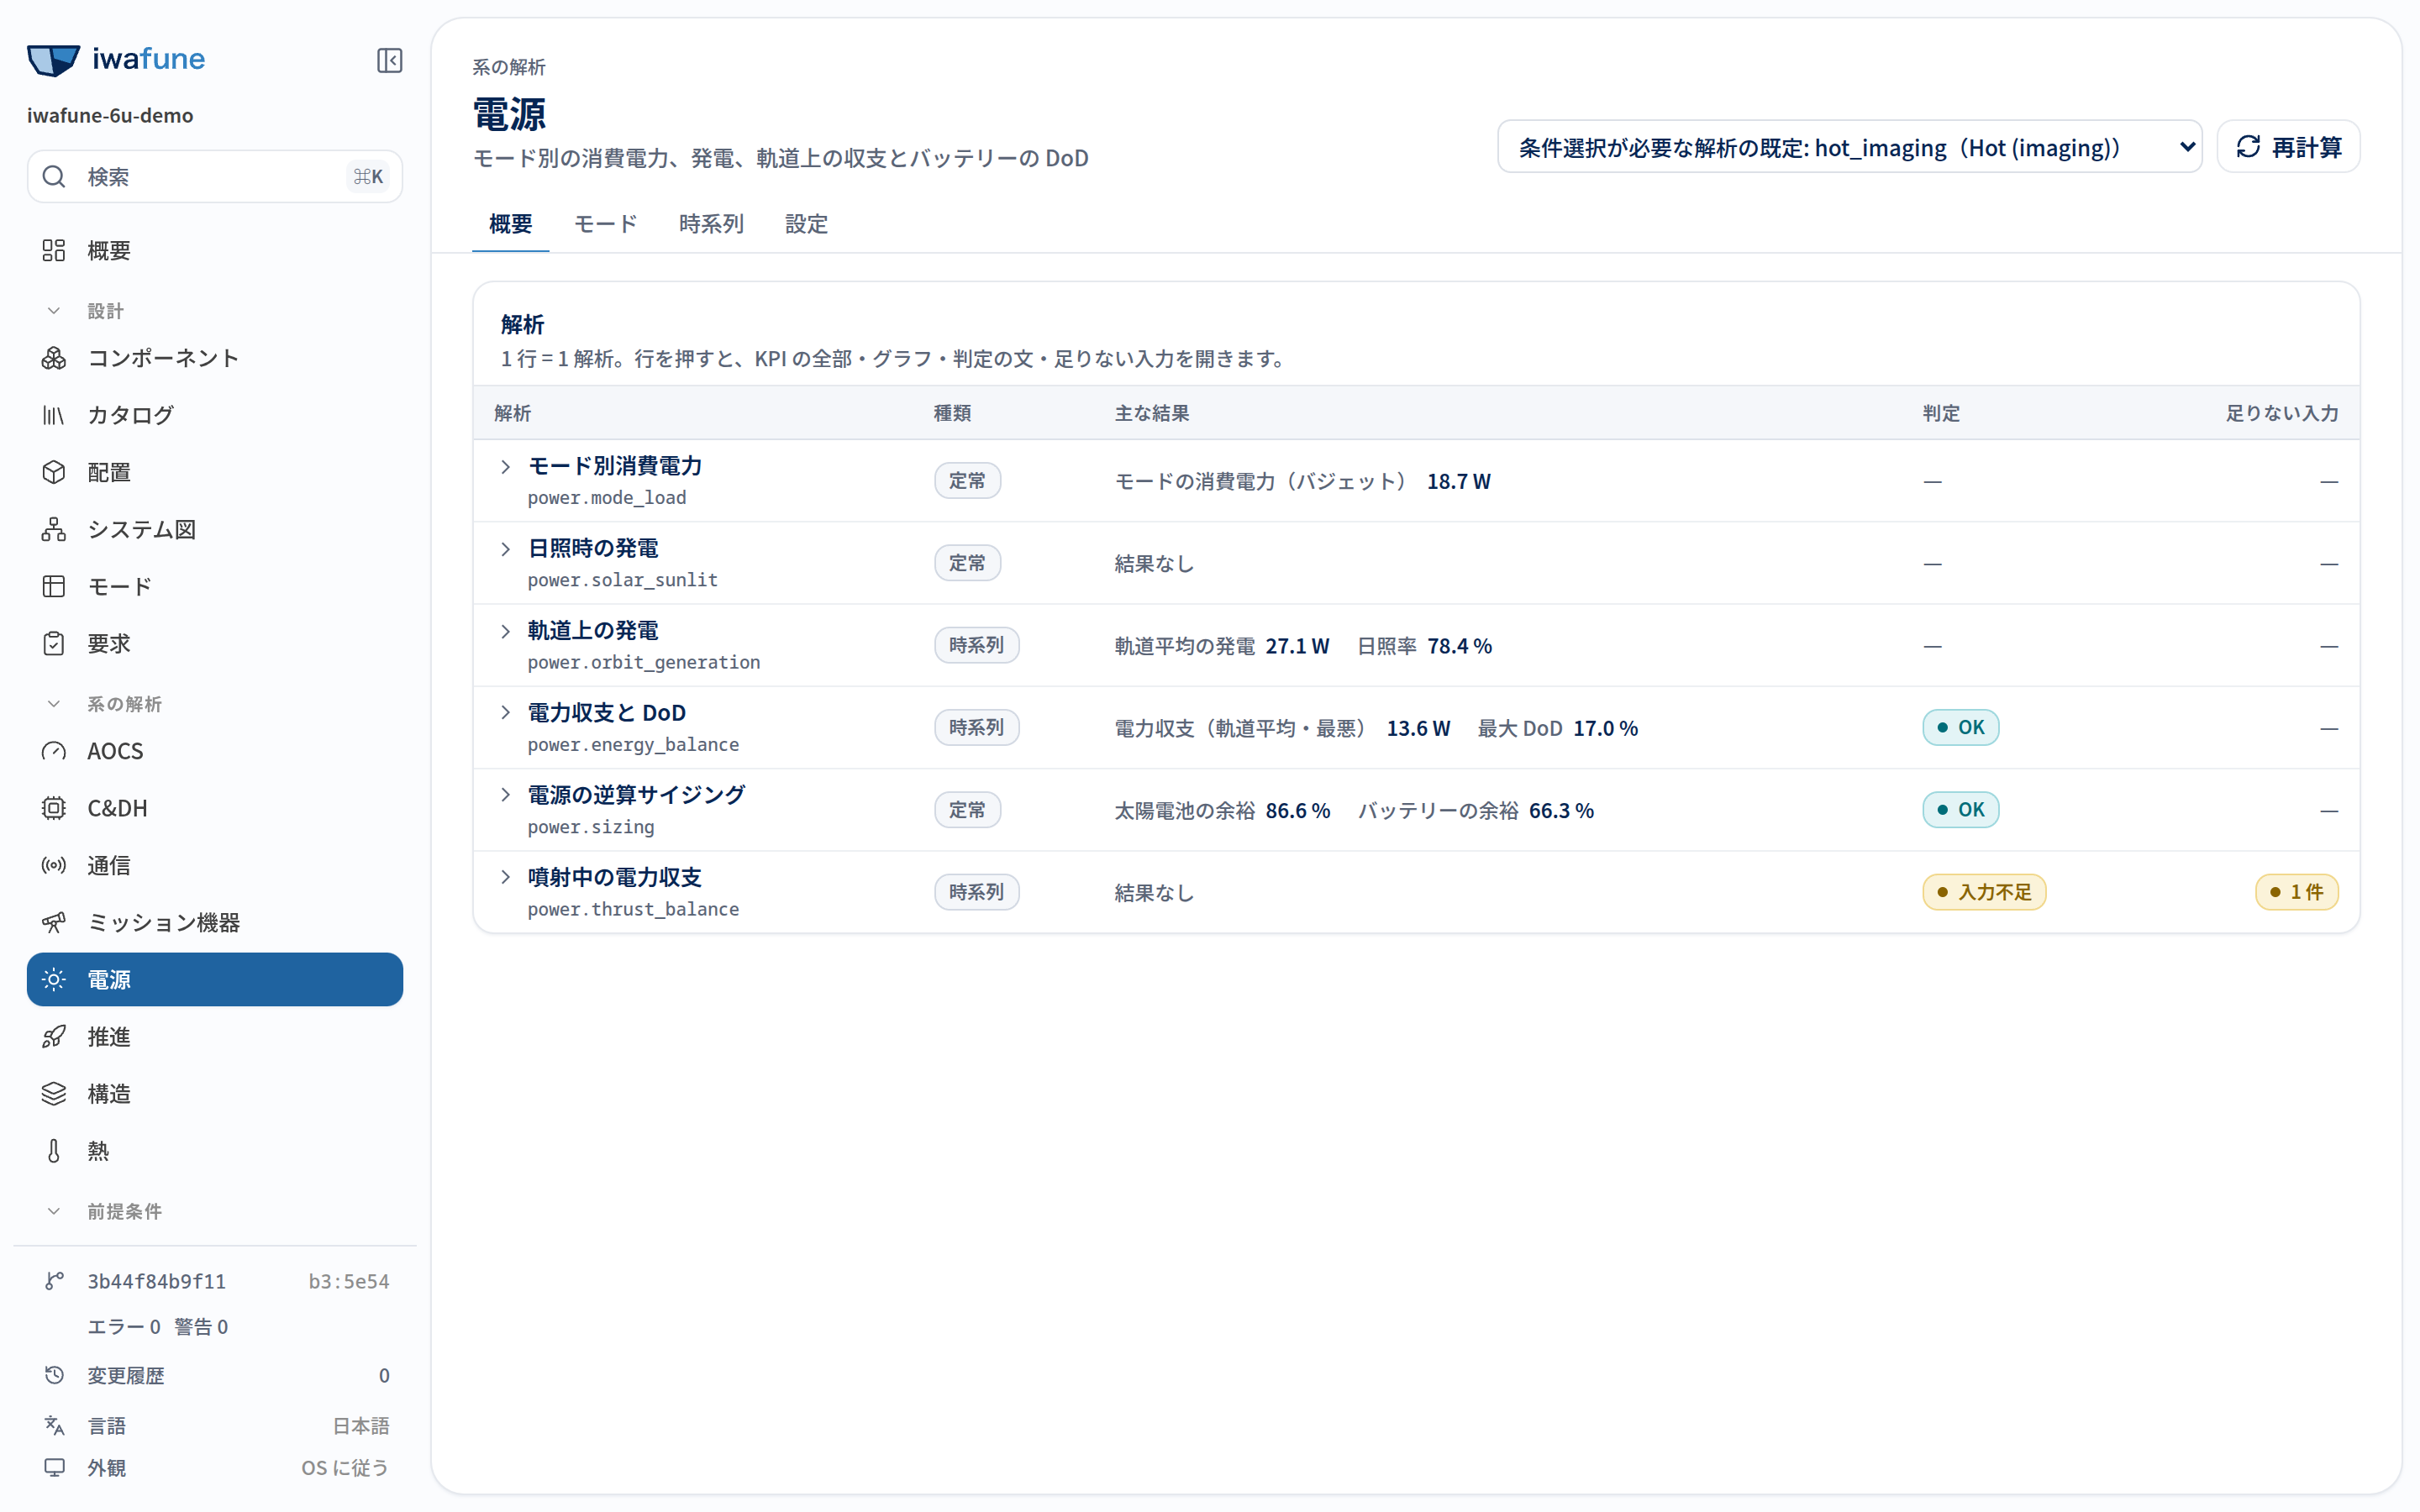 iwafune
iwafune-6u-demo
検索 ⌘K
概要
設計
コンポーネント
カタログ
配置
システム図
モード
要求
系の解析
AOCS
C&DH
通信
ミッション機器
電源
推進
構造
熱
前提条件
3b44f84b9f11 b3:5e54
エラー 0 警告 0
変更履歴 0
言語 日本語
外観 OS に従う
系の解析
電源
モード別の消費電力、発電、軌道上の収支とバッテリーの DoD
条件選択が必要な解析の既定: hot_imaging（Hot (imaging)）
再計算
概要 モード 時系列 設定
解析
1 行 = 1 解析。行を押すと、KPI の全部・グラフ・判定の文・足りない入力を開きます。
解析 種類 主な結果 判定 足りない入力
モード別消費電力 定常 モードの消費電力（バジェット） 18.7 W — —
power.mode_load
日照時の発電 定常 結果なし — —
power.solar_sunlit
軌道上の発電 時系列 軌道平均の発電 27.1 W 日照率 78.4 % — —
power.orbit_generation
電力収支と DoD 時系列 電力収支（軌道平均・最悪） 13.6 W 最大 DoD 17.0 % OK —
power.energy_balance
電源の逆算サイジング 定常 太陽電池の余裕 86.6 % バッテリーの余裕 66.3 % OK —
power.sizing
噴射中の電力収支 時系列 結果なし 入力不足 1 件
power.thrust_balance